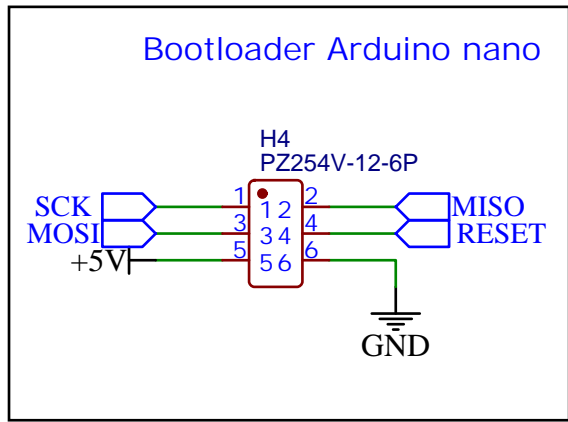 Bootloader Arduino nano
H4
PZ254V-12-6P
SCK 1 1 2 2 MISO
MOSI 3 3 4 4 RESET
+5V 5 5 6 6
GND